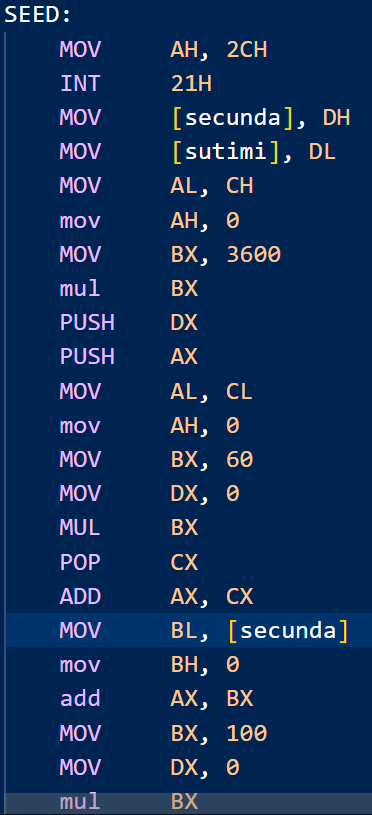 SEED:
MOV AH, 2CH
INT 21H
MOV [secunda], DH
MOV [sutimi], DL
MOV AL, CH
mov AH, 0
MOV BX, 3600
mul BX
PUSH DX
PUSH AX
MOV AL, CL
mov AH, 0
MOV BX, 60
MOV DX, 0
MUL BX
POP CX
ADD AX, CX
MOV BL, [secunda]
mov BH, 0
add AX, BX
MOV BX, 100
MOV DX, 0
mul BX